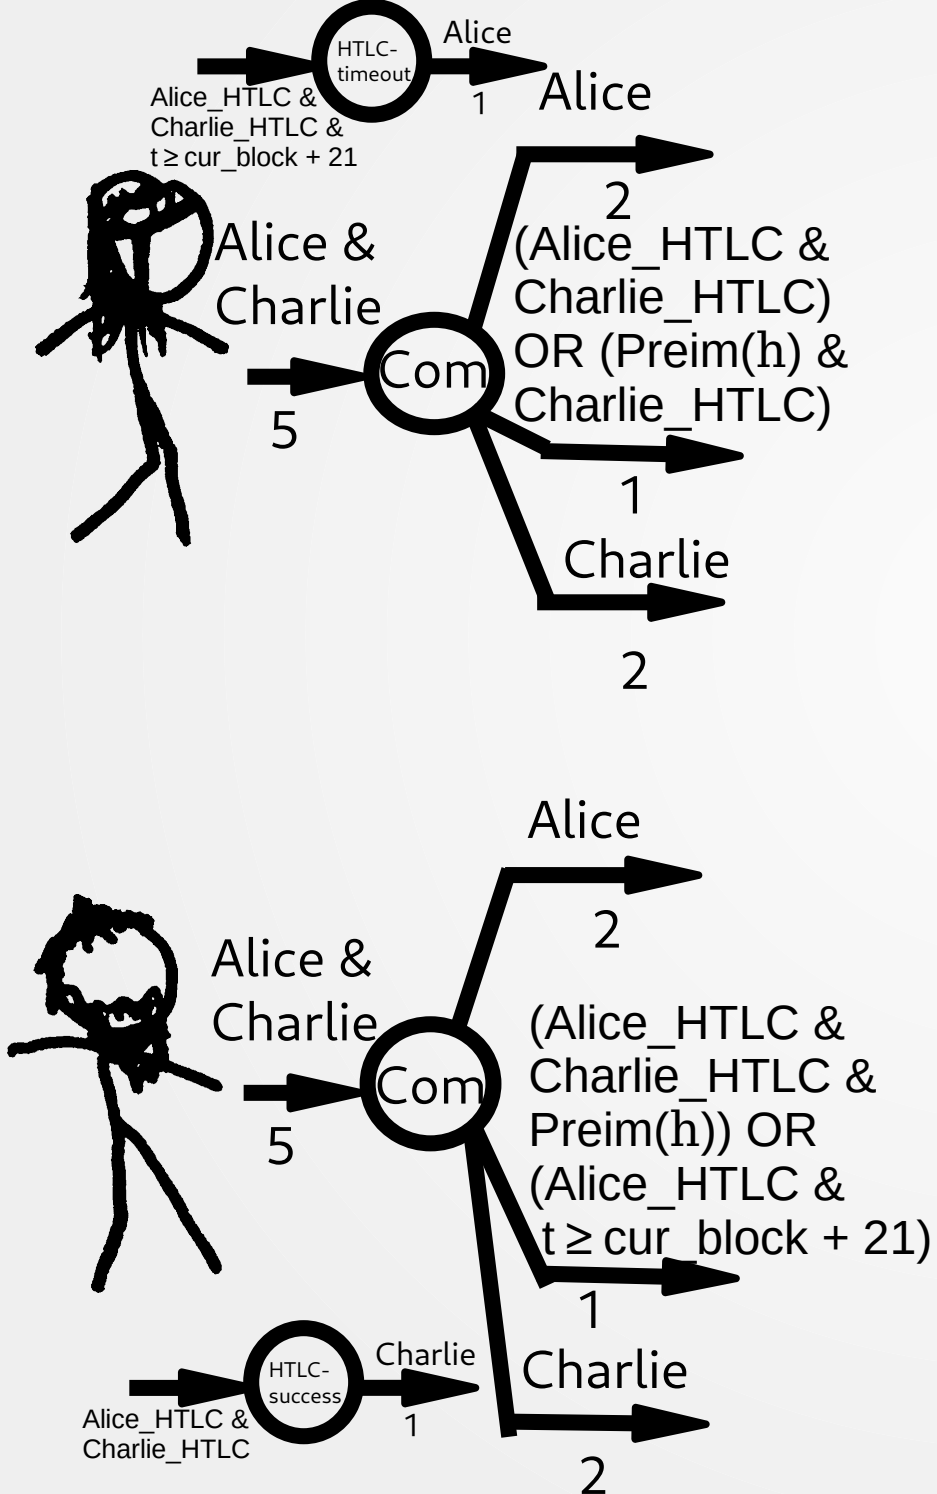 HTLC-
timeout
Alice
1
Alice_HTLC &
Charlie_HTLC &
t ≥ cur_block + 21
Alice
2
Alice &
Charlie
5
Com
(Alice_HTLC &
Charlie_HTLC)
OR (Preim(h) &
Charlie_HTLC)
1
Charlie
2
Alice
2
Alice &
Charlie
5
Com
(Alice_HTLC &
Charlie_HTLC &
Preim(h)) OR
(Alice_HTLC &
t ≥ cur_block + 21)
1
Charlie
2
HTLC-
success
Charlie
1
Alice_HTLC &
Charlie_HTLC